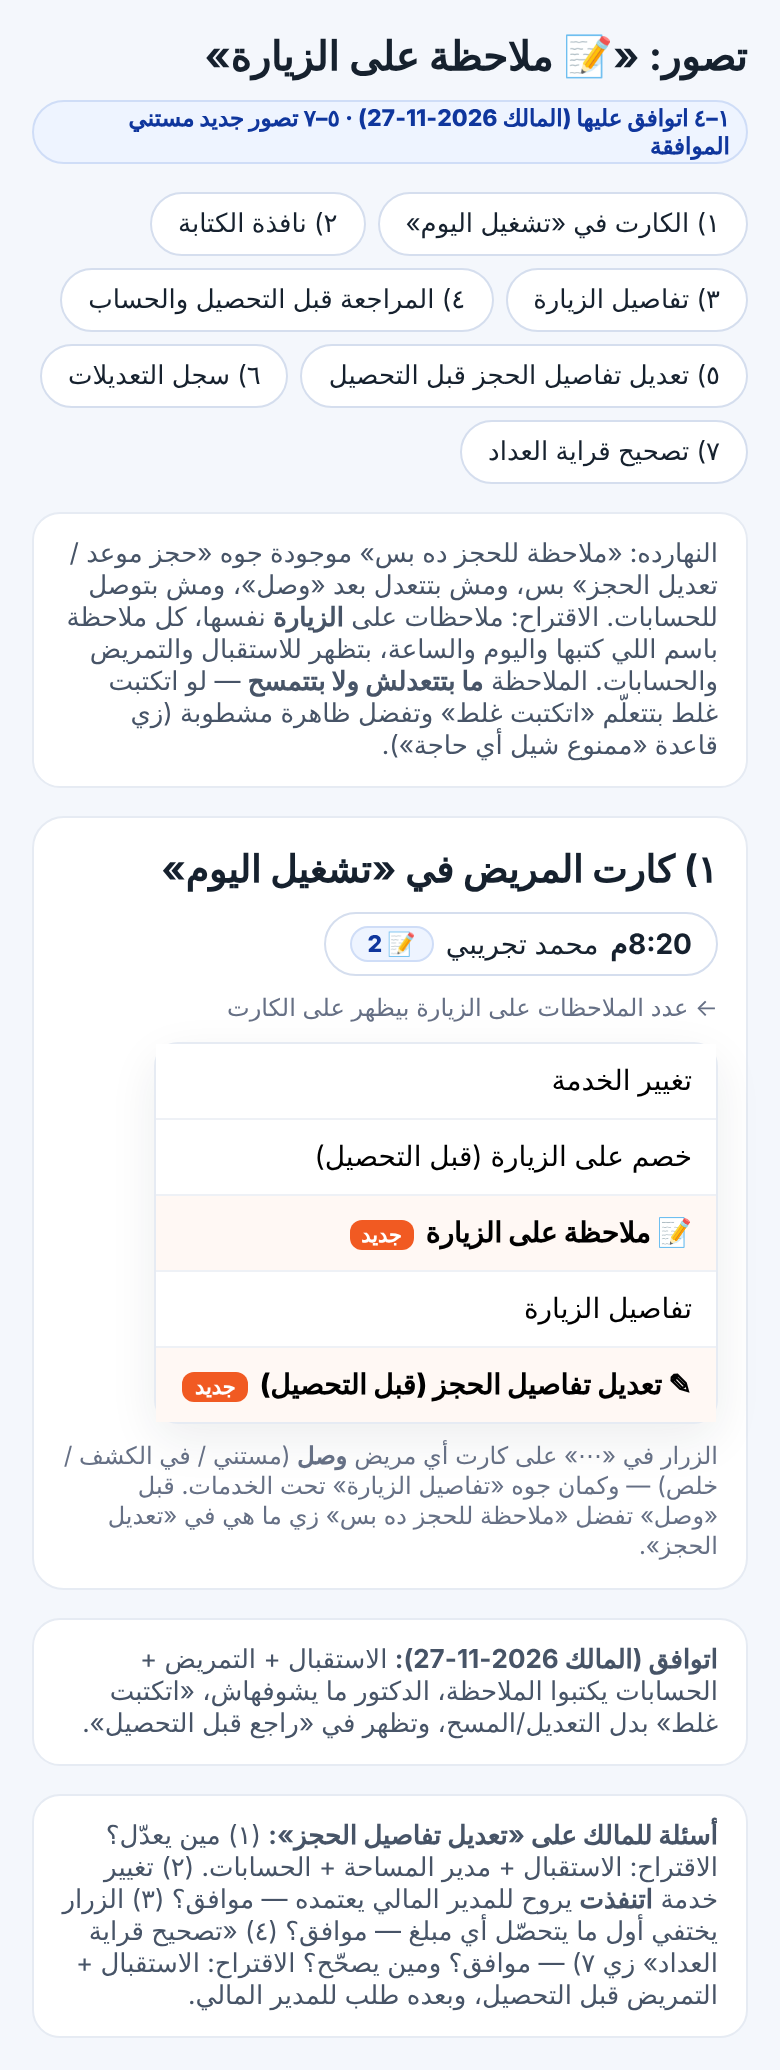 تصور: «📝 ملاحظة على الزيارة»
١–٤ اتوافق عليها (المالك 2026-11-27) · ٥–٧ تصور جديد مستني
الموافقة
١) الكارت في «تشغيل اليوم»
٢) نافذة الكتابة
٣) تفاصيل الزيارة
٤) المراجعة قبل التحصيل والحساب
٥) تعديل تفاصيل الحجز قبل التحصيل
٦) سجل التعديلات
٧) تصحيح قراية العداد
النهارده: «ملاحظة للحجز ده بس» موجودة جوه «حجز موعد /
تعديل الحجز» بس، ومش بتتعدل بعد «وصل»، ومش بتوصل
للحسابات. الاقتراح: ملاحظات على الزيارة نفسها، كل ملاحظة
باسم اللي كتبها واليوم والساعة، بتظهر للاستقبال والتمريض
والحسابات. الملاحظة ما بتتعدلش ولا بتتمسح — لو اتكتبت
غلط بتتعلّم «اتكتبت غلط» وتفضل ظاهرة مشطوبة (زي
قاعدة «ممنوع شيل أي حاجة»).
١) كارت المريض في «تشغيل اليوم»
8:20م محمد تجريبي 📝 2
← عدد الملاحظات على الزيارة بيظهر على الكارت
تغيير الخدمة
خصم على الزيارة (قبل التحصيل)
📝 ملاحظة على الزيارة جديد
تفاصيل الزيارة
✎ تعديل تفاصيل الحجز (قبل التحصيل) جديد
الزرار في «⋯» على كارت أي مريض وصل (مستني / في الكشف /
خلص) — وكمان جوه «تفاصيل الزيارة» تحت الخدمات. قبل
«وصل» تفضل «ملاحظة للحجز ده بس» زي ما هي في «تعديل
الحجز».
اتوافق (المالك 2026-11-27): الاستقبال + التمريض +
الحسابات يكتبوا الملاحظة، الدكتور ما يشوفهاش، «اتكتبت
غلط» بدل التعديل/المسح، وتظهر في «راجع قبل التحصيل».
أسئلة للمالك على «تعديل تفاصيل الحجز»: (١) مين يعدّل؟
الاقتراح: الاستقبال + مدير المساحة + الحسابات. (٢) تغيير
خدمة اتنفذت يروح للمدير المالي يعتمده — موافق؟ (٣) الزرار
يختفي أول ما يتحصّل أي مبلغ — موافق؟ (٤) «تصحيح قراية
العداد» زي ٧) — موافق؟ ومين يصحّح؟ الاقتراح: الاستقبال +
التمريض قبل التحصيل، وبعده طلب للمدير المالي.